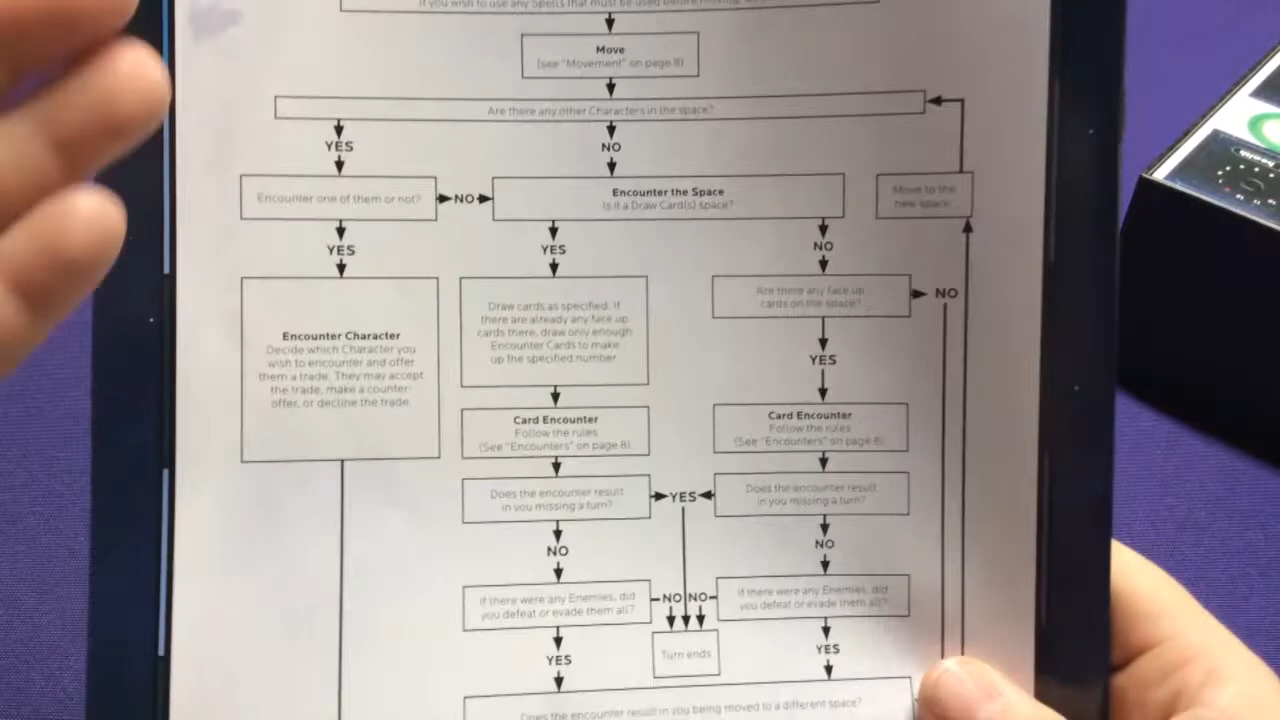 If you wish to use any Spells that must be used before moving,
Move
(see "Movement" on page 8)
Are there any other Characters in the space?
YES
NO
Encounter one of them or not?
NO
Encounter the Space
Is it a Draw Card(s) space?
Move to the
new space
YES
YES
NO
Encounter Character
Decide which Character you
wish to encounter and offer
them a trade. They may accept
the trade, make a counter-
offer, or decline the trade.
Draw cards as specified. If
there are already any face up
cards there, draw only enough
Encounter Cards to make
up the specified number
Are there any face up
cards on the space?
NO
YES
Card Encounter
Follow the rules
(See "Encounters" on page 8).
Card Encounter
Follow the rules
(See "Encounters" on page 8).
Does the encounter result
in you missing a turn?
YES
Does the encounter result
in you missing a turn?
NO
NO
If there were any Enemies, did
you defeat or evade them all?
NO
NO
If there were any Enemies, did
you defeat or evade them all?
Turn ends
YES
YES
Does the encounter result in you being moved to a different space?
health